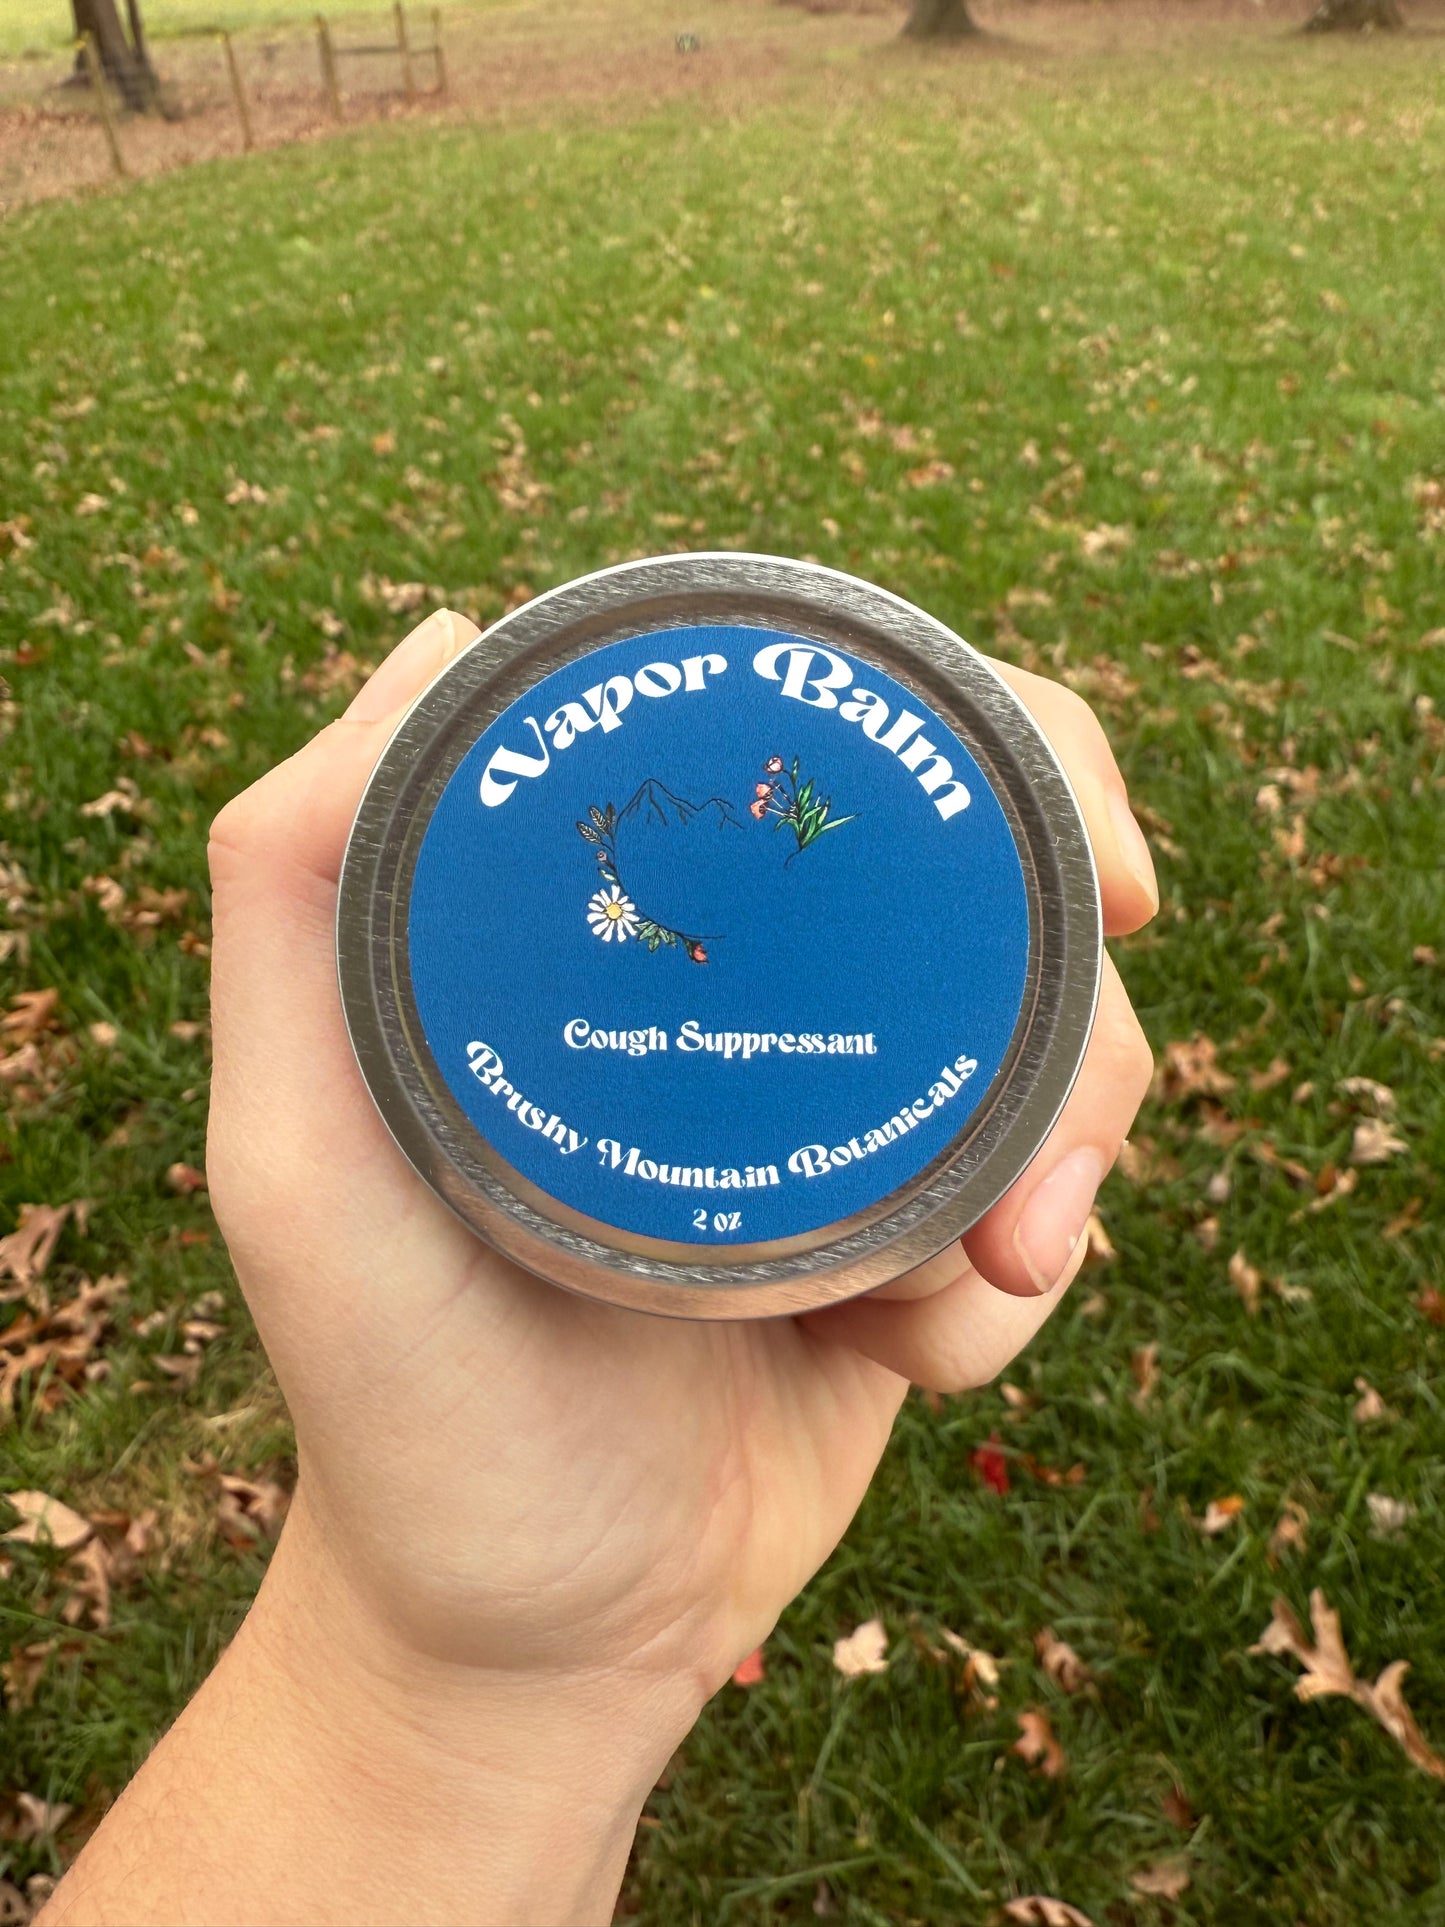 Vapor Balm
Cough Suppressant
Brushy Mountain Botanicals
2 oz